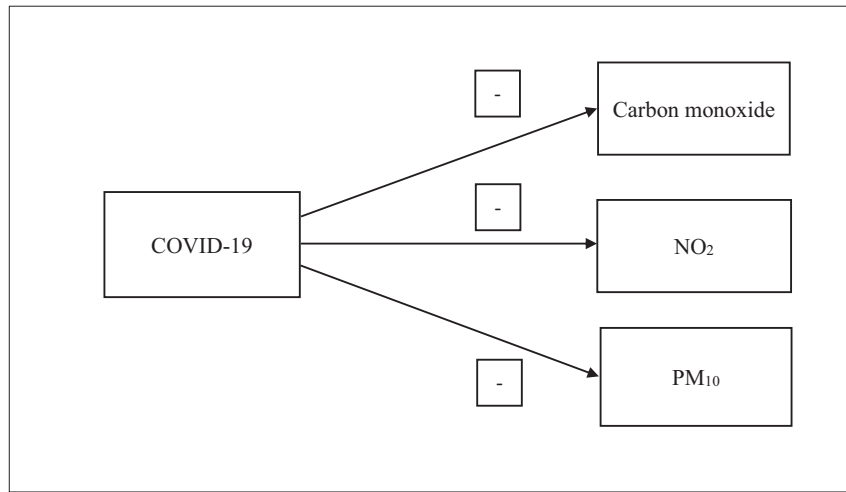 -
Carbon monoxide
-
COVID-19
NO₂
PM₁₀
-